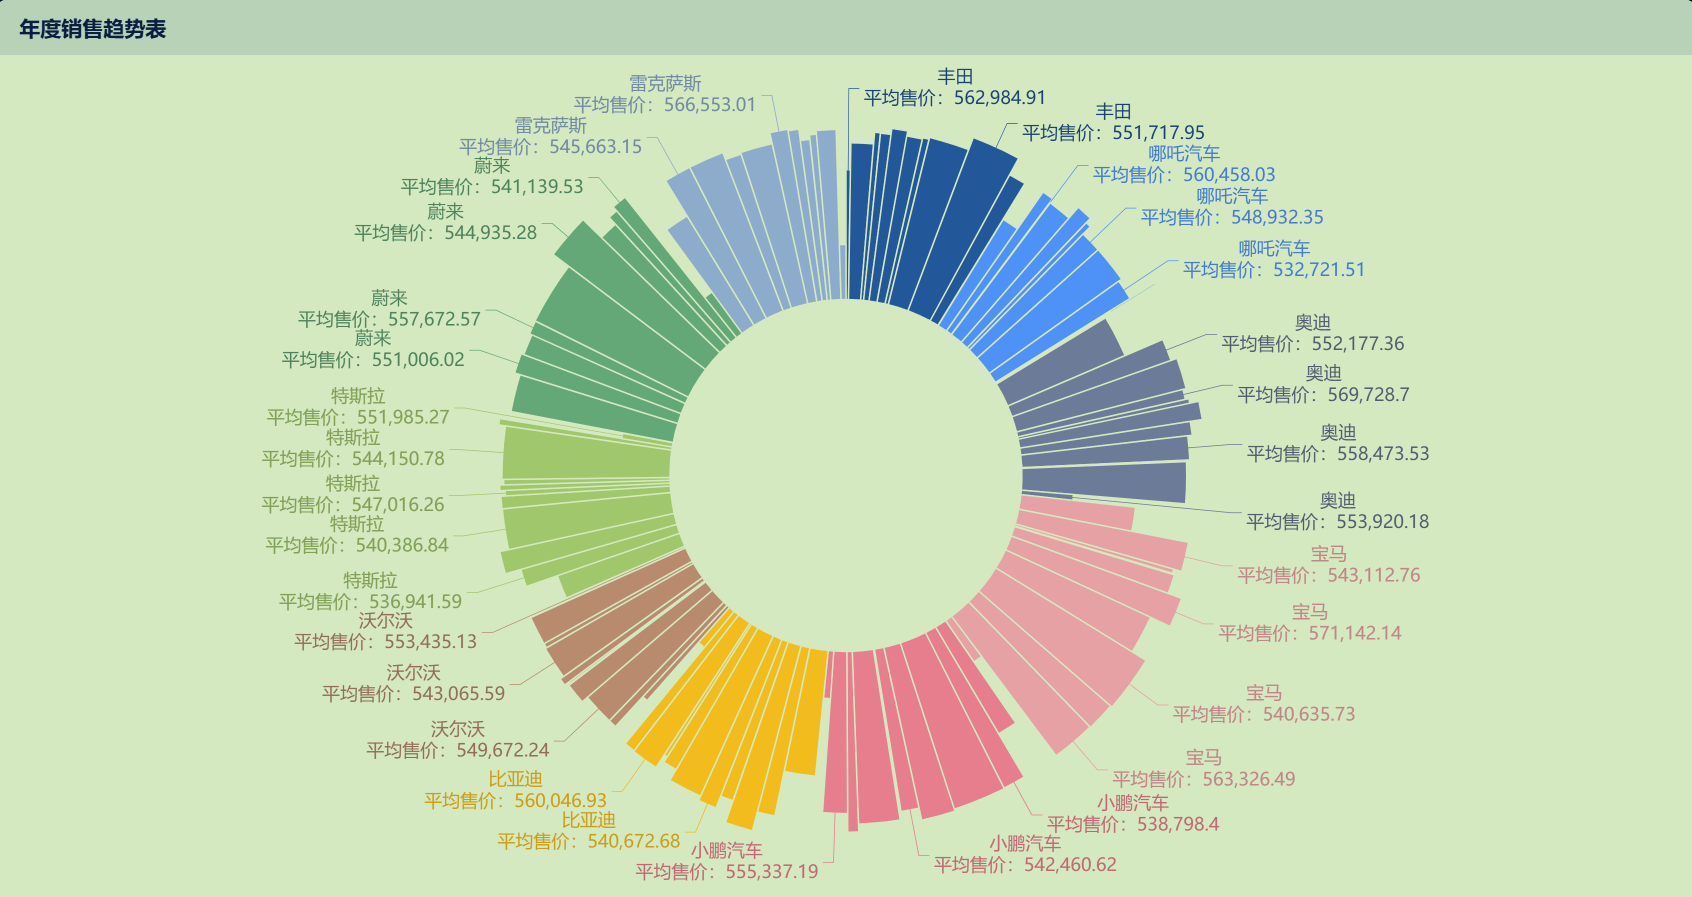 年度销售趋势表
丰田
平均售价：562,984.91
丰田
平均售价：551,717.95
哪吒汽车
平均售价：560,458.03
哪吒汽车
平均售价：548,932.35
哪吒汽车
平均售价：532,721.51
奥迪
平均售价：552,177.36
奥迪
平均售价：569,728.7
奥迪
平均售价：558,473.53
奥迪
平均售价：553,920.18
宝马
平均售价：543,112.76
宝马
平均售价：571,142.14
宝马
平均售价：540,635.73
宝马
平均售价：563,326.49
小鹏汽车
平均售价：538,798.4
小鹏汽车
平均售价：542,460.62
小鹏汽车
平均售价：555,337.19
比亚迪
平均售价：540,672.68
比亚迪
平均售价：560,046.93
沃尔沃
平均售价：549,672.24
沃尔沃
平均售价：543,065.59
沃尔沃
平均售价：553,435.13
特斯拉
平均售价：536,941.59
特斯拉
平均售价：540,386.84
特斯拉
平均售价：547,016.26
特斯拉
平均售价：544,150.78
特斯拉
平均售价：551,985.27
蔚来
平均售价：551,006.02
蔚来
平均售价：557,672.57
蔚来
平均售价：544,935.28
蔚来
平均售价：541,139.53
雷克萨斯
平均售价：545,663.15
雷克萨斯
平均售价：566,553.01